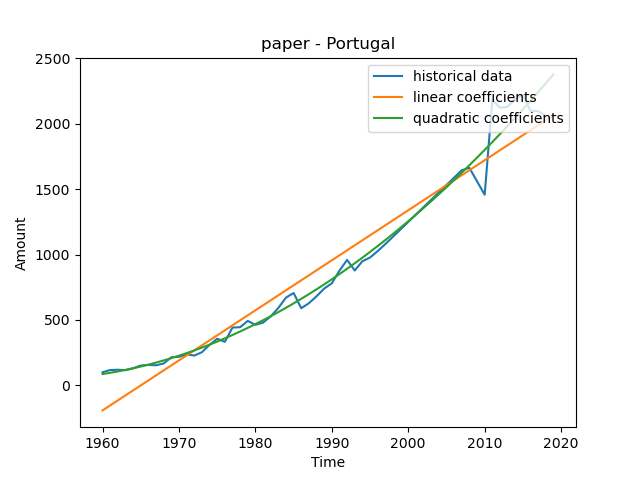 paper - Portugal
historical data
linear coefficients
quadratic coefficients
2500
2000
1500
1000
500
0
Amount
1960 1970 1980 1990 2000 2010 2020
Time